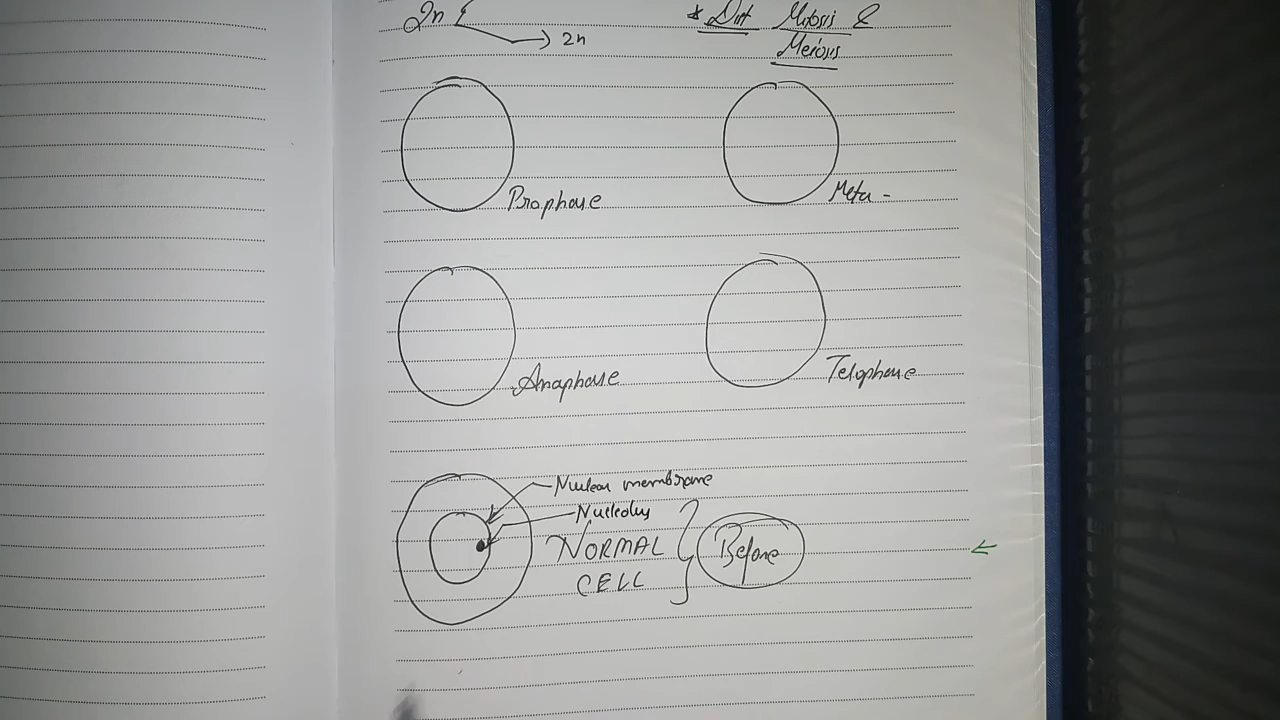 2n
2n
* Diff Mitosis &
Meiosis
Prophase
Meta -
Anaphase
Telophase
Nuclear membrane
Nucleolus
NORMAL
CELL
Before